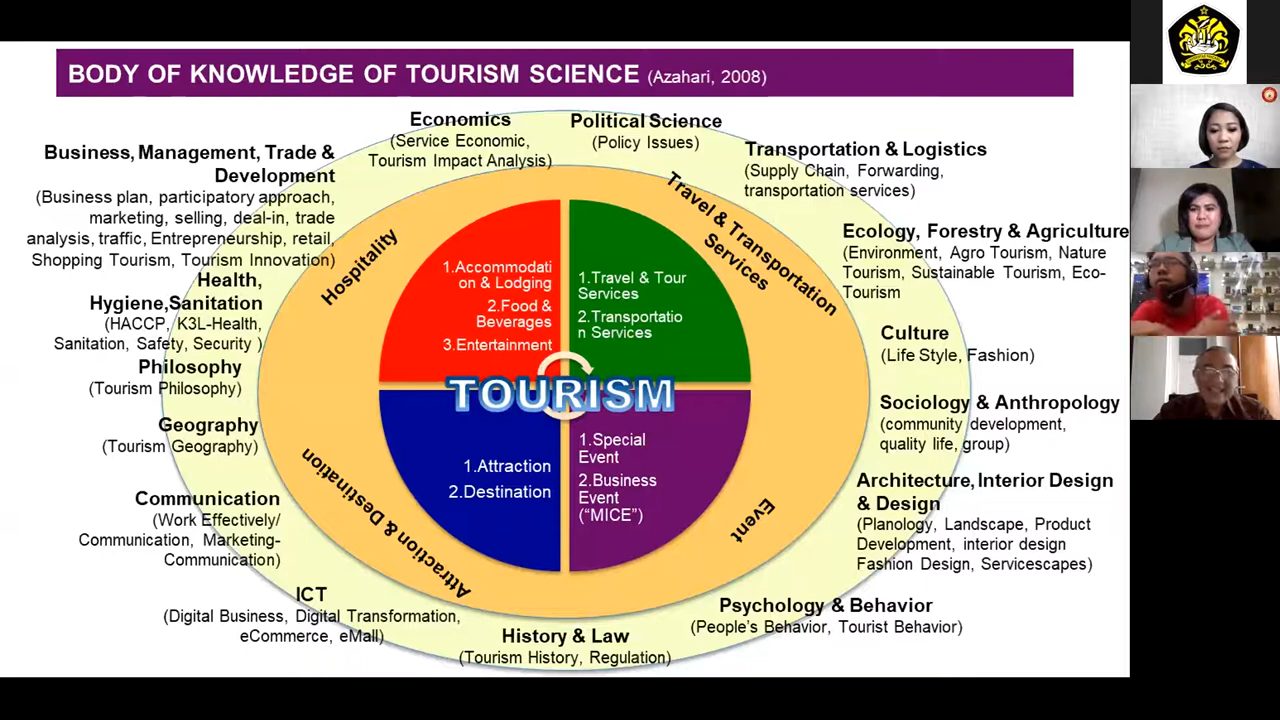 BODY OF KNOWLEDGE OF TOURISM SCIENCE (Azahari, 2008)
Economics
(Service Economic,
Tourism Impact Analysis)
Political Science
(Policy Issues)
Business, Management, Trade &
Development
(Business plan, participatory approach,
marketing, selling, deal-in, trade
analysis, traffic, Entrepreneurship, retail,
Shopping Tourism, Tourism Innovation)
Transportation & Logistics
(Supply Chain, Forwarding,
transportation services)
Health,
Hygiene,Sanitation
(HACCP, K3L-Health,
Sanitation, Safety, Security )
Ecology, Forestry & Agriculture
(Environment, Agro Tourism, Nature
Tourism, Sustainable Tourism, Eco-
Tourism
Philosophy
(Tourism Philosophy)
Culture
(Life Style, Fashion)
Geography
(Tourism Geography)
Sociology & Anthropology
(community development,
quality life, group)
Communication
(Work Effectively/
Communication, Marketing-
Communication)
Architecture, Interior Design
& Design
(Planology, Landscape, Product
Development, interior design
Fashion Design, Servicescapes)
ICT
(Digital Business, Digital Transformation,
eCommerce, eMall)
History & Law
(Tourism History, Regulation)
Psychology & Behavior
(People's Behavior, Tourist Behavior)
Hospitality
Travel & Transportation
Services
Attraction & Destination
Event
1.Accommodati
on & Lodging
2.Food &
Beverages
3.Entertainment
1.Travel & Tour
Services
2.Transportatio
n Services
TOURISM
1.Attraction
2.Destination
1.Special
Event
2.Business
Event
("MICE")